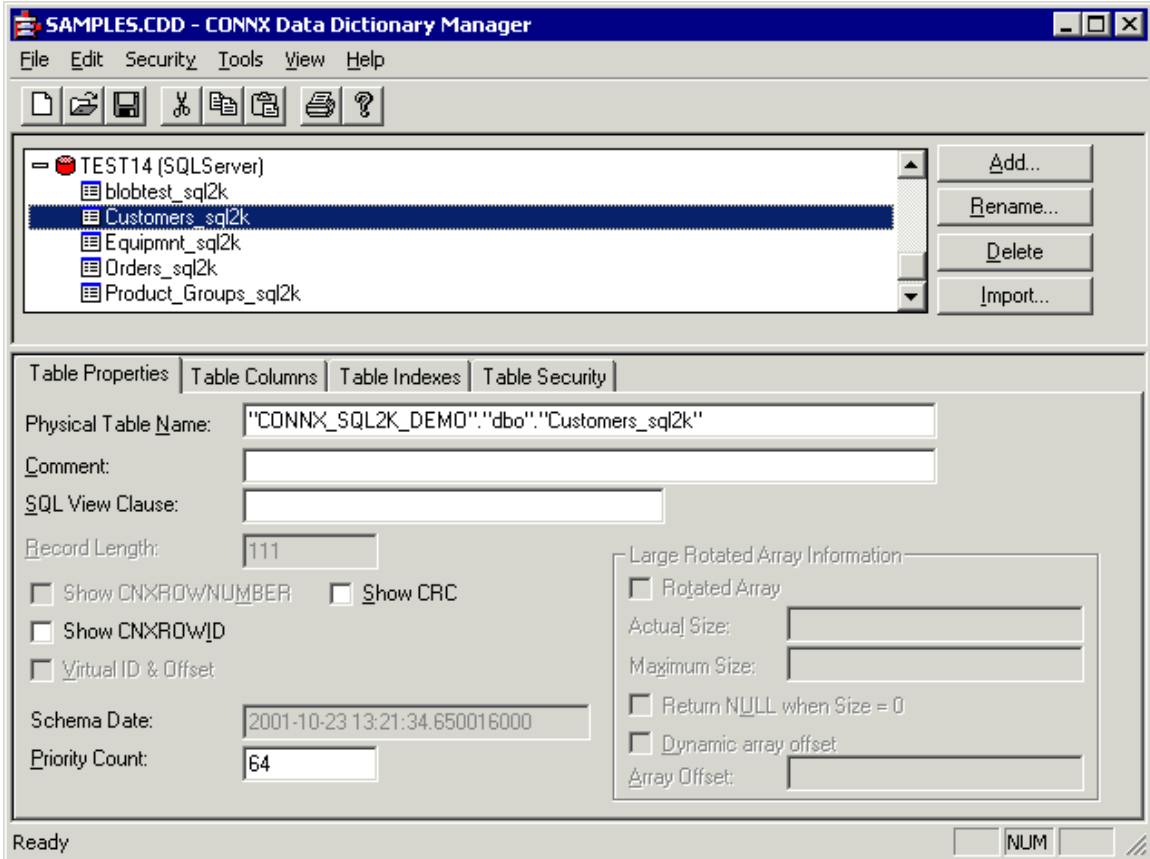 SAMPLES.CDD - CONNX Data Dictionary Manager
File Edit Security Tools View Help
TEST14 (SQLServer)
Add...
blobtest_sql2k
Customers_sql2k
Rename...
Equipmnt_sql2k
Delete
Orders_sql2k
Product_Groups_sql2k
Import...
Table Properties Table Columns Table Indexes Table Security
Physical Table Name: "CONNX_SQL2K_DEMO"."dbo"."Customers_sql2k"
Comment:
SQL View Clause:
Record Length: 111
Large Rotated Array Information
Show CNXROWNUMBER Show CRC
Rotated Array
Show CNXROWID
Actual Size:
Virtual ID & Offset
Maximum Size:
Return NULL when Size = 0
Schema Date: 2001-10-23 13:21:34.650016000
Dynamic array offset
Priority Count: 64
Array Offset:
Ready NUM